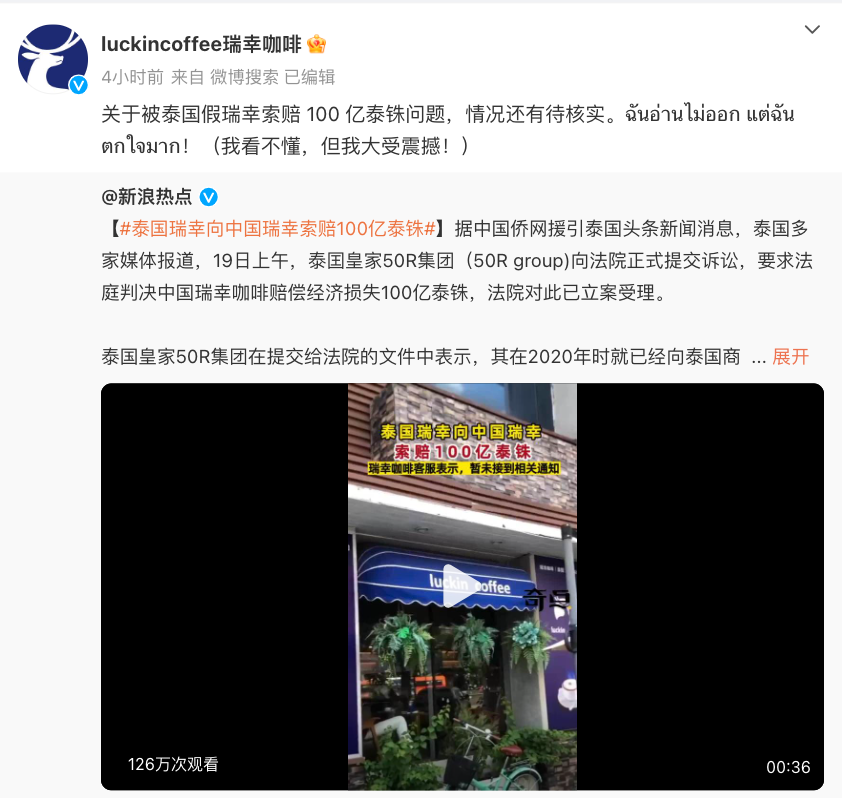 luckincoffee瑞幸咖啡
4小时前 来自 微博搜索 已编辑
关于被泰国假瑞幸索赔 100 亿泰铢问题，情况还有待核实。ฉันอ่านไม่ออก แต่ฉัน
ตกใจมาก！（我看不懂，但我大受震撼！）
@新浪热点
【#泰国瑞幸向中国瑞幸索赔100亿泰铢#】据中国侨网援引泰国头条新闻消息，泰国多
家媒体报道，19日上午，泰国皇家50R集团（50R group)向法院正式提交诉讼，要求法
庭判决中国瑞幸咖啡赔偿经济损失100亿泰铢，法院对此已立案受理。
泰国皇家50R集团在提交给法院的文件中表示，其在2020年时就已经向泰国商 ... 展开
泰国瑞幸向中国瑞幸
索赔100亿泰铢
瑞幸咖啡客服表示，暂未接到相关通知
luckin coffee
奇点
luckin
126万次观看
00:36